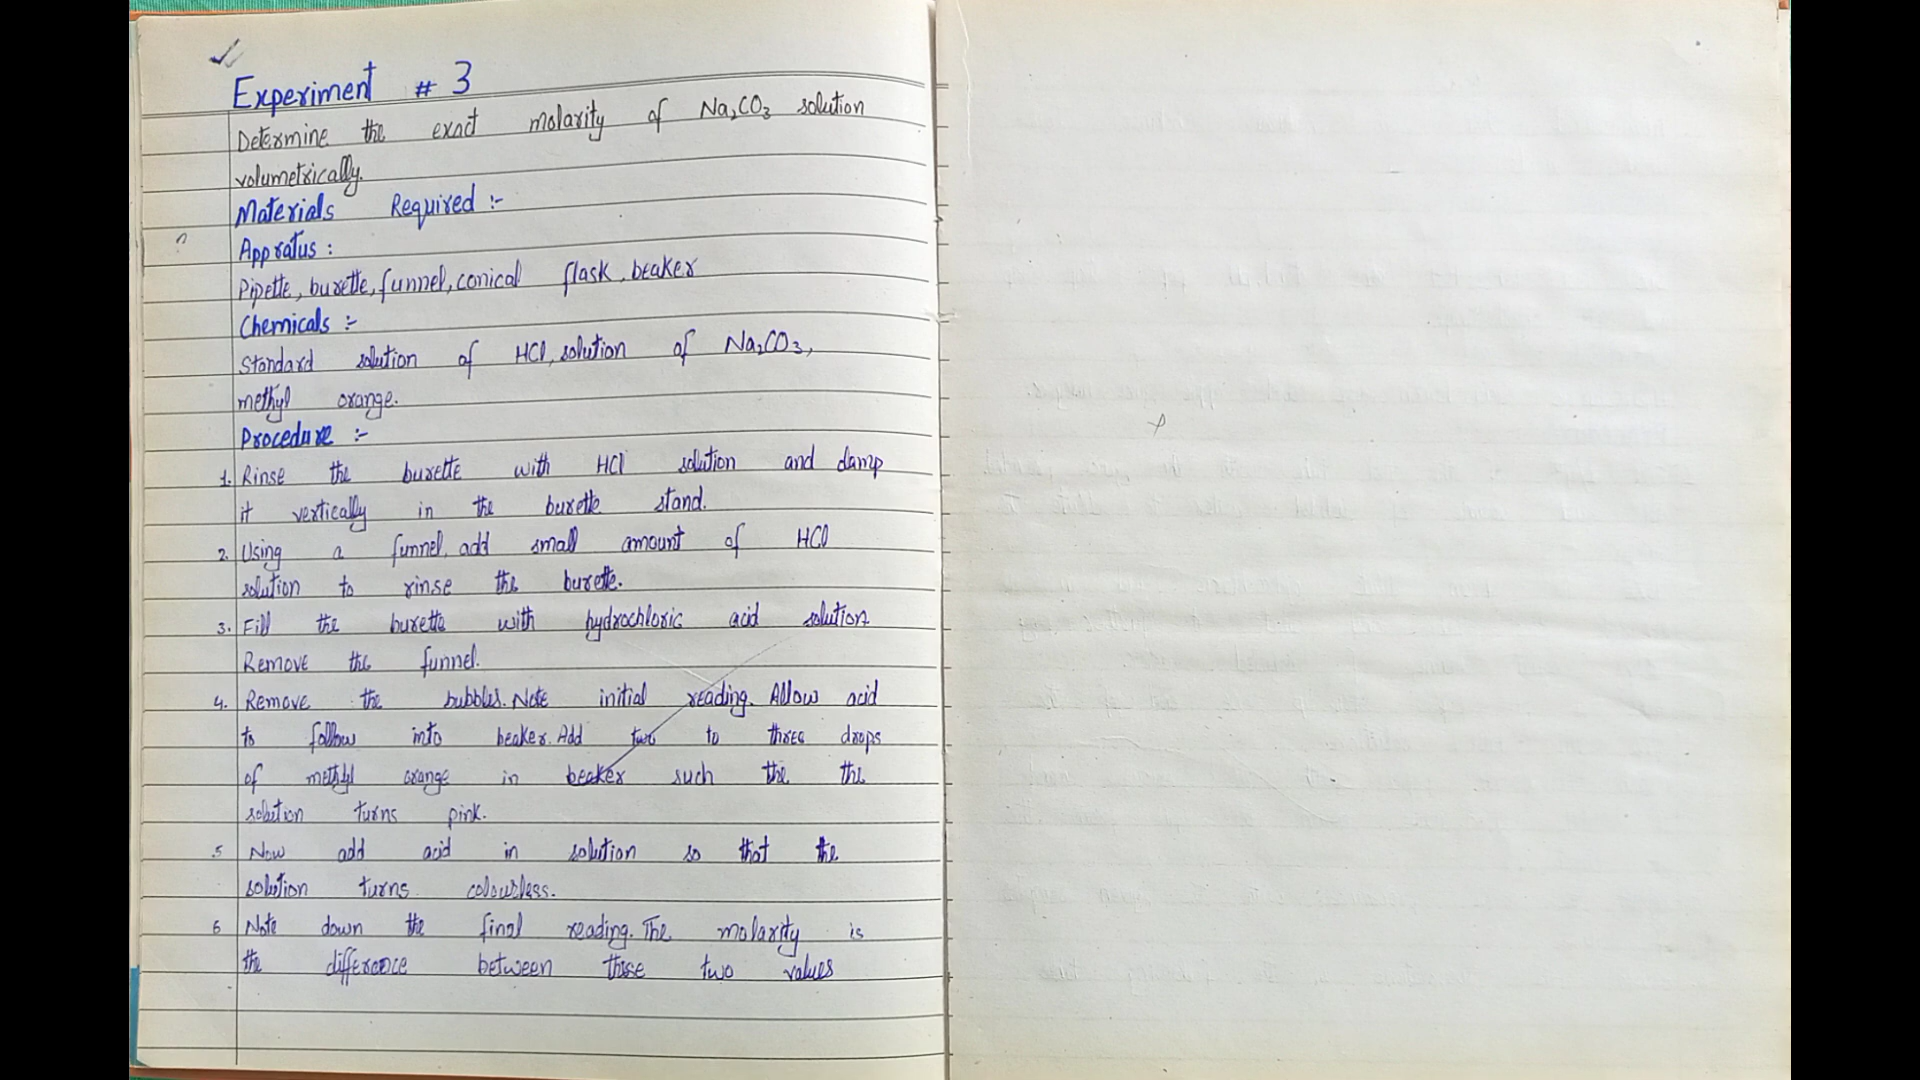 Experiment # 3
Determine the exact molarity of Na₂CO₃ solution
volumetrically.
Materials Required :-
Appratus :
Pipette, burette, funnel, conical flask, beaker
Chemicals :-
Standard solution of HCl, solution of Na₂CO₃,
methyl orange.
Procedure :-
1. Rinse the burette with HCl solution and clamp
it vertically in the burette stand.
2. Using a funnel, add small amount of HCl
solution to rinse the burette.
3. Fill the burette with hydrochloric acid solution
Remove the funnel.
4. Remove the bubbles. Note initial reading. Allow acid
to follow into beaker. Add two to three drops
of methyl orange in beaker such the the
solution turns pink.
5 Now add acid in solution so that the
solution turns colourless.
6 Note down the final reading. The molarity is
the difference between these two values